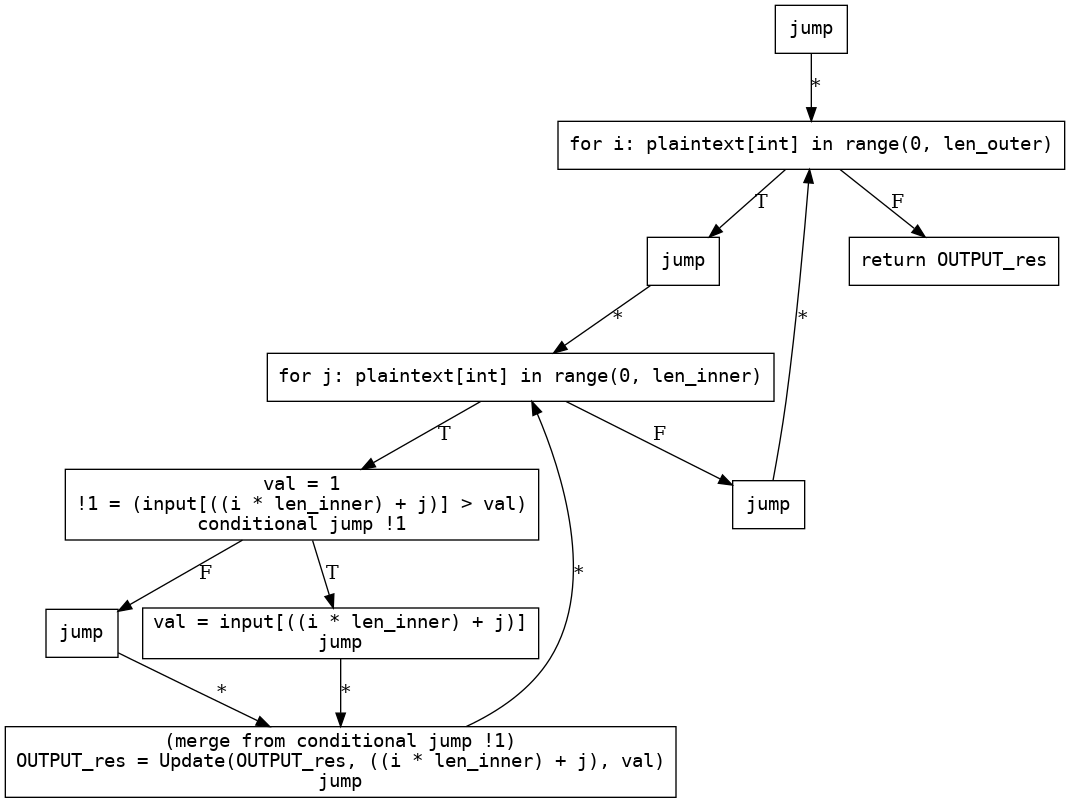 jump
*
for i: plaintext[int] in range(0, len_outer)
T
F
jump
return OUTPUT_res
*
*
for j: plaintext[int] in range(0, len_inner)
T
F
val = 1
!1 = (input[((i * len_inner) + j)] > val)
conditional jump !1
jump
F
T
*
jump
val = input[((i * len_inner) + j)]
jump
*
*
(merge from conditional jump !1)
OUTPUT_res = Update(OUTPUT_res, ((i * len_inner) + j), val)
jump